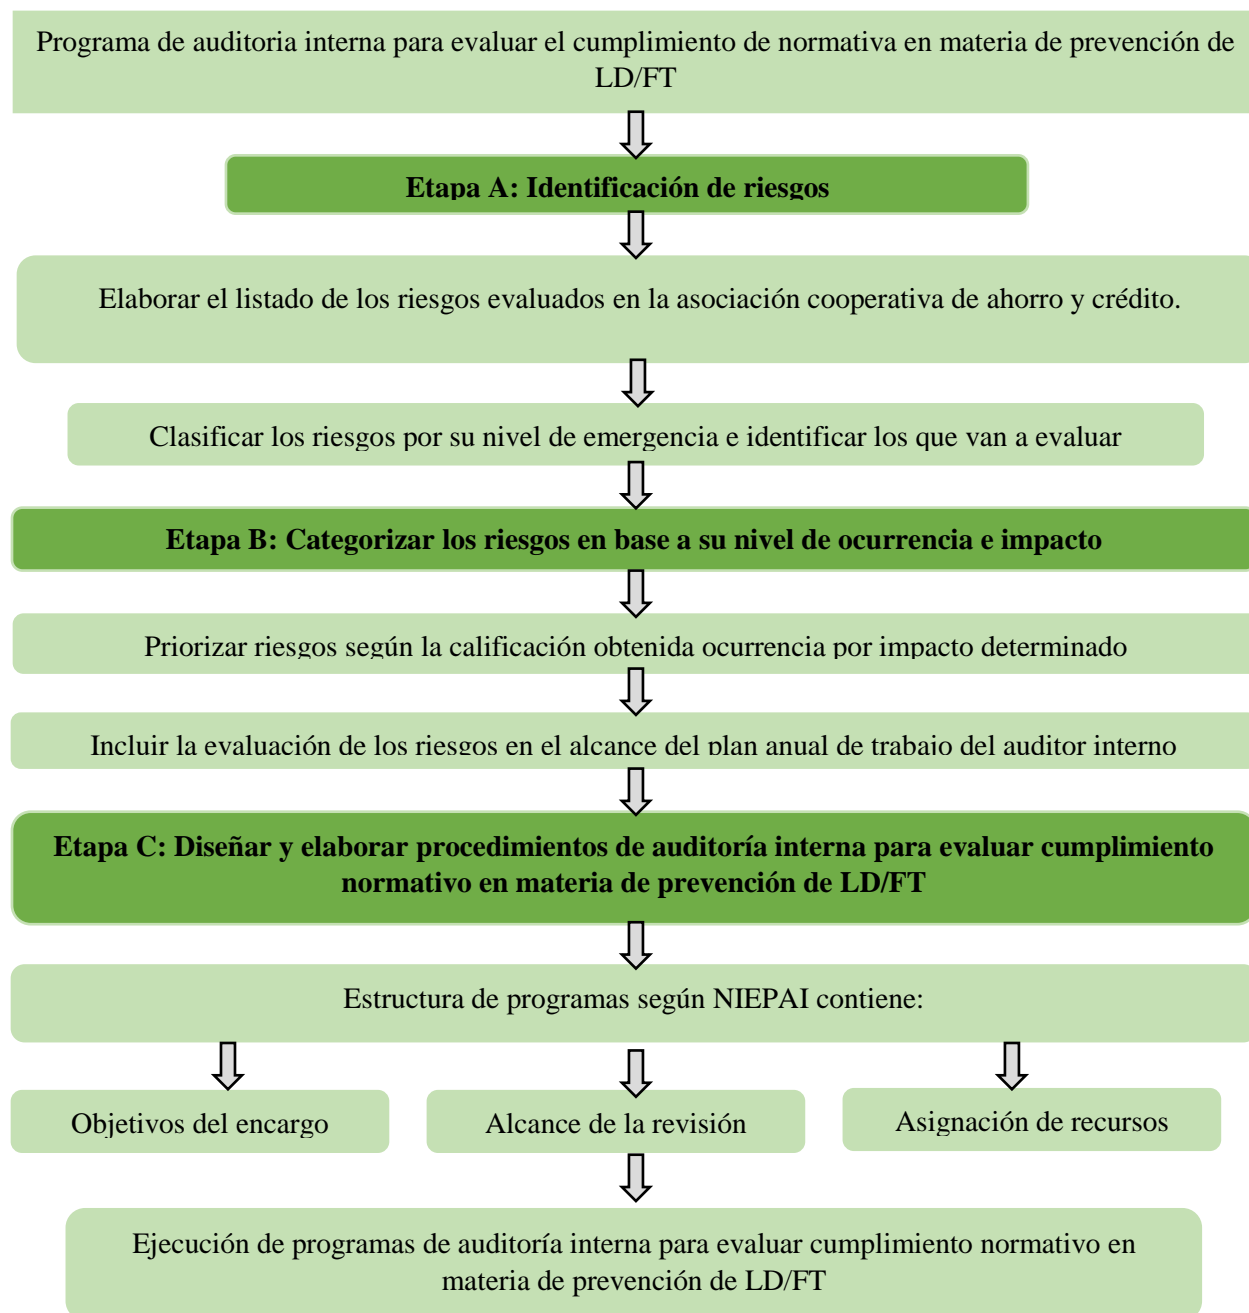 Programa de auditoria interna para evaluar el cumplimiento de normativa en materia de prevención de
LD/FT
Etapa A: Identificación de riesgos
Elaborar el listado de los riesgos evaluados en la asociación cooperativa de ahorro y crédito.
Clasificar los riesgos por su nivel de emergencia e identificar los que van a evaluar
Etapa B: Categorizar los riesgos en base a su nivel de ocurrencia e impacto
Priorizar riesgos según la calificación obtenida ocurrencia por impacto determinado
Incluir la evaluación de los riesgos en el alcance del plan anual de trabajo del auditor interno
Etapa C: Diseñar y elaborar procedimientos de auditoría interna para evaluar cumplimiento
normativo en materia de prevención de LD/FT
Estructura de programas según NIEPAI contiene:
Objetivos del encargo
Alcance de la revisión
Asignación de recursos
Ejecución de programas de auditoría interna para evaluar cumplimiento normativo en
materia de prevención de LD/FT